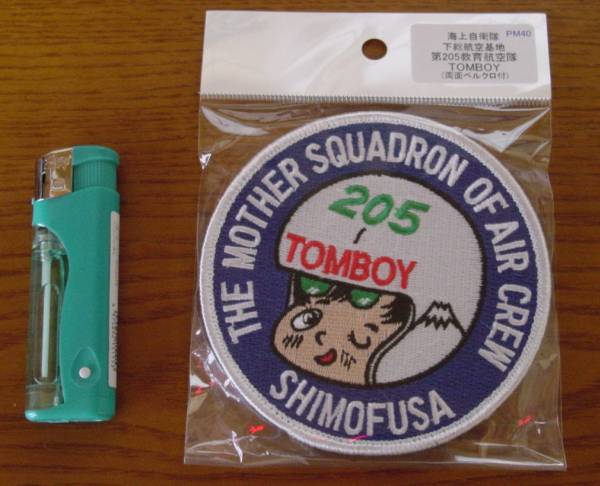 海上自衛隊 PM40
下総航空基地
第205教育航空隊
TOMBOY
(両面ベルクロ付)
THE MOTHER SQUADRON OF AIR CREW
205
TOMBOY
SHIMOFUSA